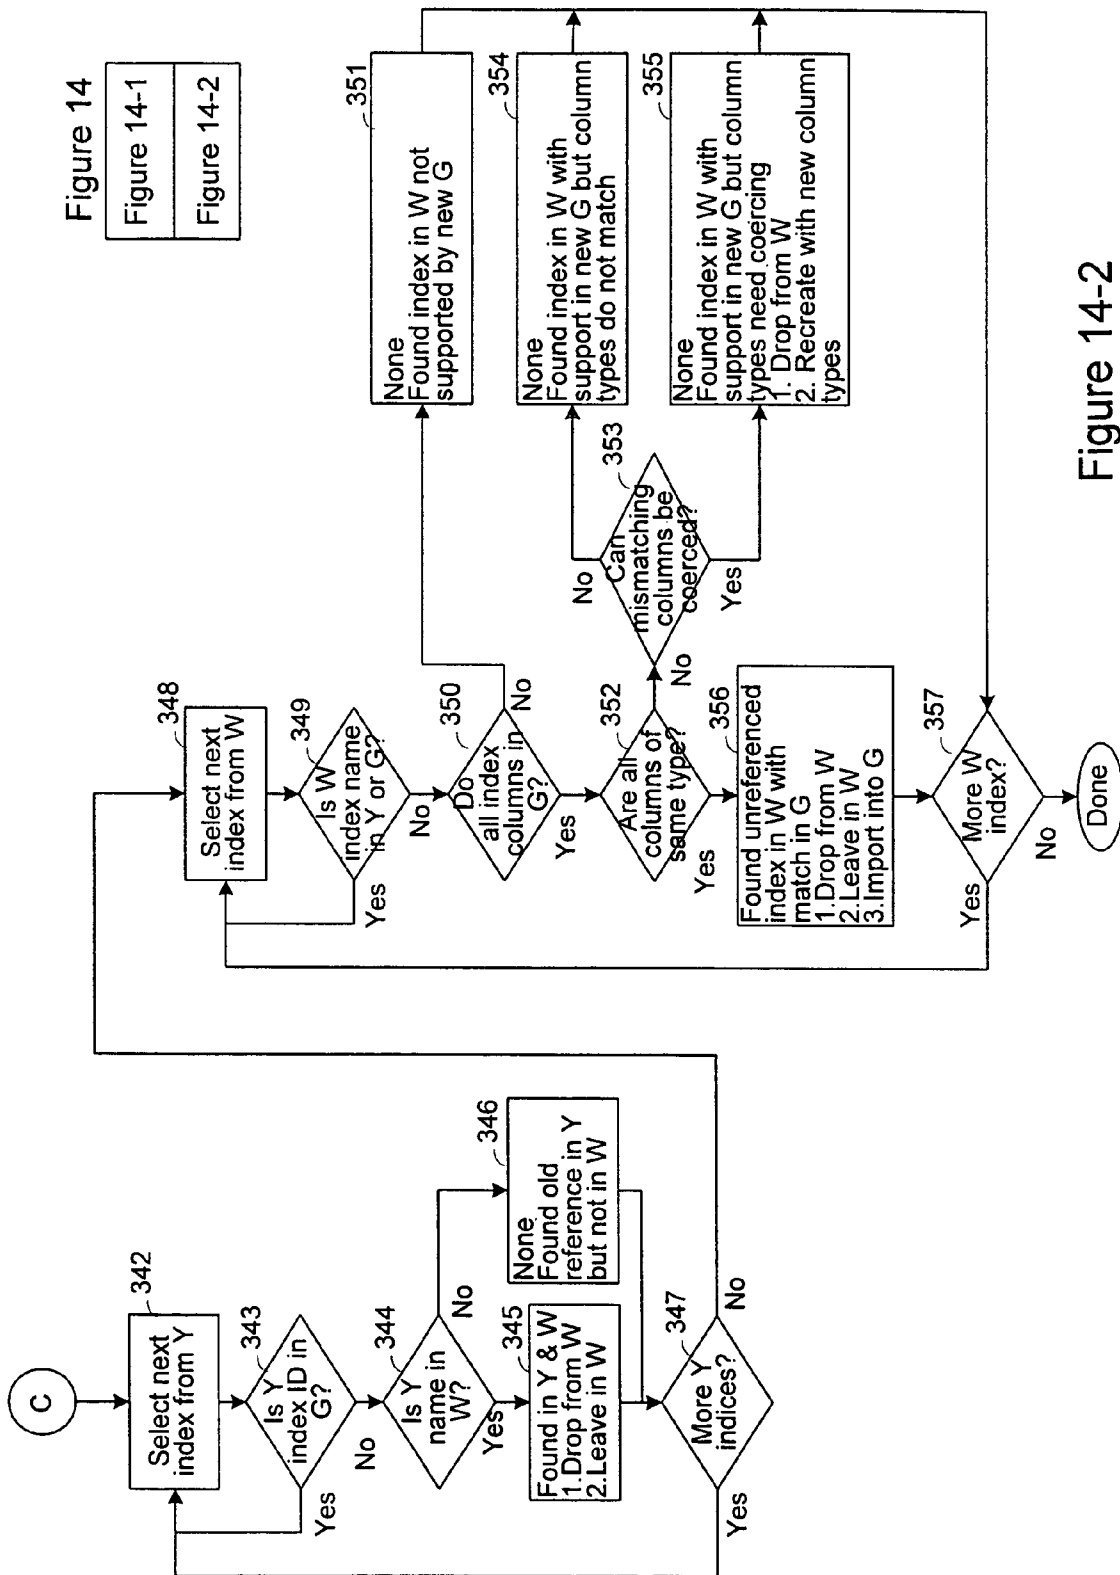 Figure 14
Figure 14-1
Figure 14-2
C
342
Select next
index from Y
343
Is Y
index ID in
G?
Yes
No
344
Is Y
name in
W?
No
Yes
345
Found in Y & W
1.Drop from W
2.Leave in W
346
None
Found old
reference in Y
but not in W
347
More Y
indices?
Yes
No
348
Select next
index from W
349
Is W
index name
in Y or G?
Yes
No
350
Do
all index
columns in
G?
No
Yes
351
None
Found index in W not
supported by new G
352
Are all
columns of
same type?
No
Yes
353
Can
mismatching
columns be
coerced?
No
Yes
354
None
Found index in W with
support in new G but column
types do not match
355
None
Found index in W with
support in new G but column
types need coercing
1. Drop from W
2. Recreate with new column
types
356
Found unreferenced
index in W with
match in G
1.Drop from W
2.Leave in W
3.Import into G
357
More W
index?
Yes
No
Done
Figure 14-2